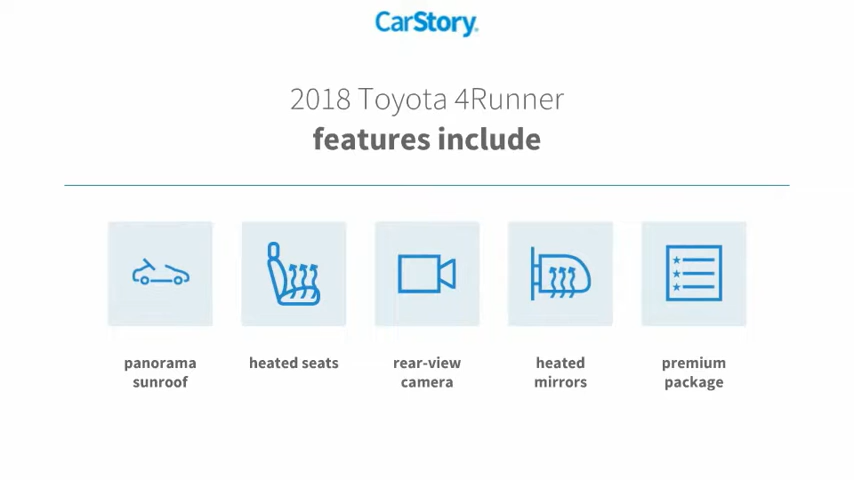 CarStory
2018 Toyota 4Runner
features include
panorama
sunroof
heated seats
rear-view
camera
heated
mirrors
premium
package